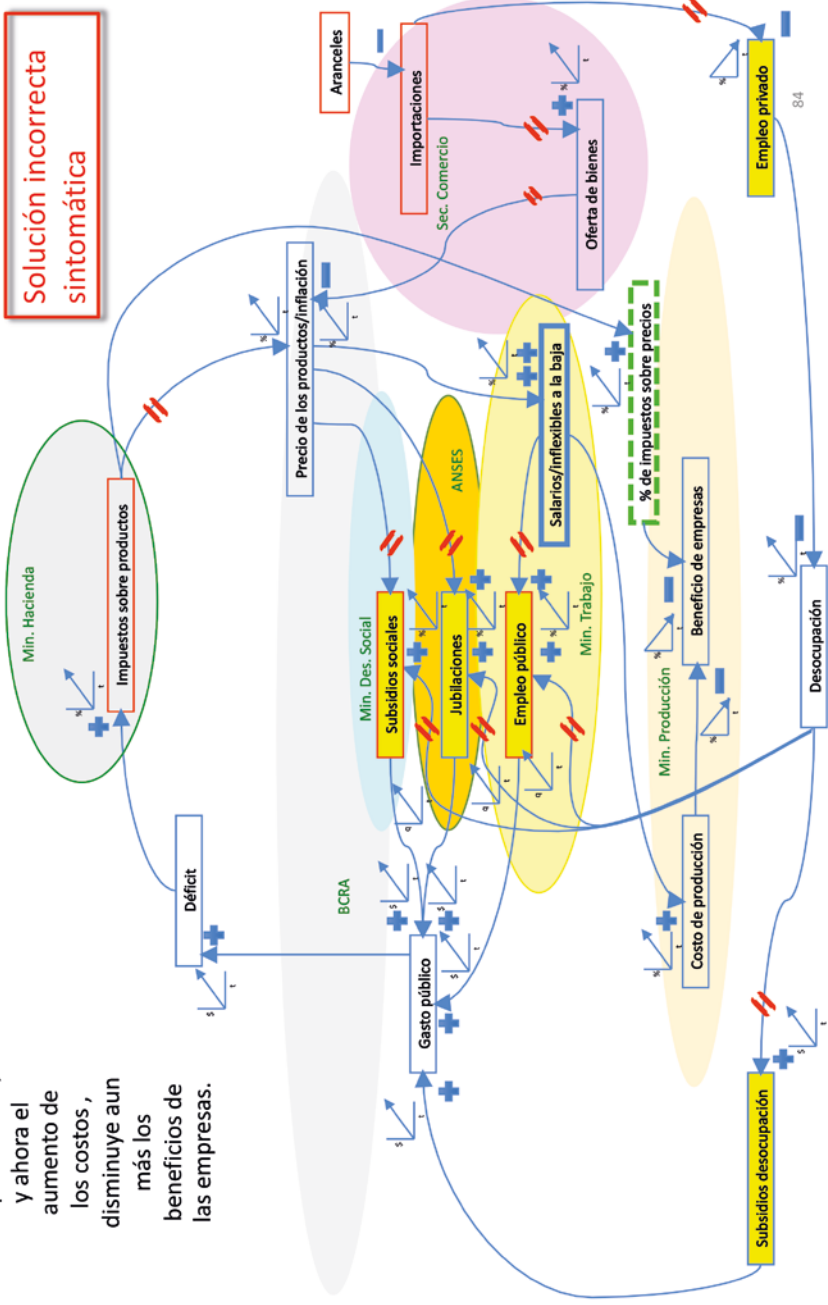 y ahora el
aumento de
los costos ,
disminuye aun
más los
beneficios de
las empresas.
Solución incorrecta
sintomática
Min. Hacienda
Impuestos sobre productos
Déficit
Aranceles
Importaciones
Sec. Comercio
Oferta de bienes
Precio de los productos/inflación
BCRA
Min. Des. Social
Subsidios sociales
ANSES
Jubilaciones
Gasto público
Empleo público
Salarios/inflexibles a la baja
Min. Trabajo
% de impuestos sobre precios
Min. Producción
Costo de producción
Beneficio de empresas
Empleo privado
Desocupación
Subsidios desocupación
84